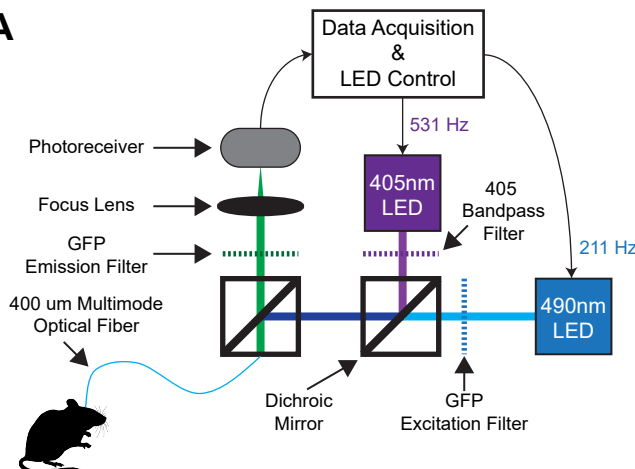 A
Data Acquisition
&
LED Control
531 Hz
Photoreceiver
405nm
LED
405
Bandpass
Filter
Focus Lens
GFP
Emission Filter
211 Hz
400 um Multimode
Optical Fiber
490nm
LED
Dichroic
Mirror
GFP
Excitation Filter